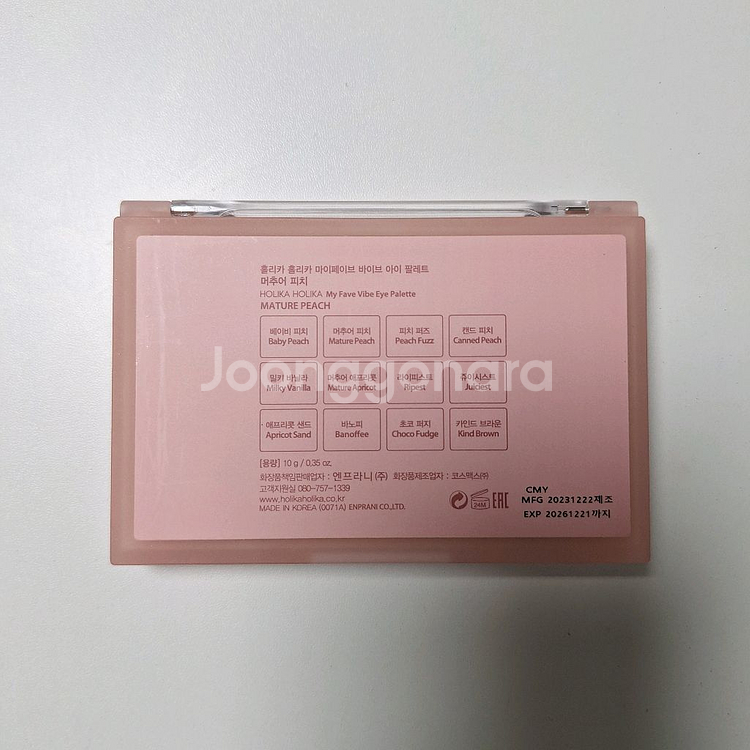 홀리카 홀리카 마이페이브 바이브 아이 팔레트
머추어 피치
HOLIKA HOLIKA My Fave Vibe Eye Palette
MATURE PEACH
베이비 피치 머추어 피치 피치 퍼즈 캔드 피치
Baby Peach Mature Peach Peach Fuzz Canned Peach
밀키 바닐라 머추어 애프리콧 라이피스트 쥬이시스트
Milky Vanilla Mature Apricot Ripest Juiciest
Joonggonara
애프리콧 샌드 바노피 초코 퍼지 카인드 브라운
Apricot Sand Banoffee Choco Fudge Kind Brown
[용량] 10 g / 0.35 oz.
화장품책임판매업자 : 엔프라니 (주) 화장품제조업자 : 코스맥스㈜
고객지원실 080-757-1339
www.holikaholika.co.kr
MADE IN KOREA (0071A) ENPRANI CO.,LTD.
24M EAC
CMY
MFG 20231222제조
EXP 20261221까지